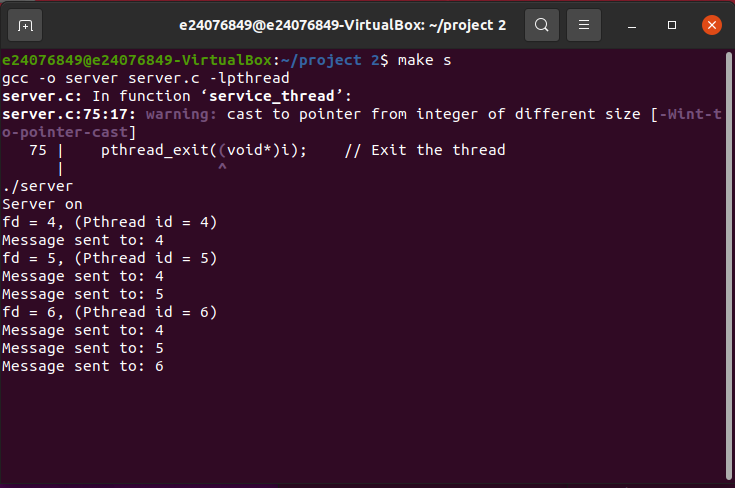 e24076849@e24076849-VirtualBox: ~/project 2
e24076849@e24076849-VirtualBox:~/project 2$ make s
gcc -o server server.c -lpthread
server.c: In function ‘service_thread’:
server.c:75:17: warning: cast to pointer from integer of different size [-Wint-t
o-pointer-cast]
   75 |    pthread_exit((void*)i);    // Exit the thread
      |                 ^
./server
Server on
fd = 4, (Pthread id = 4)
Message sent to: 4
fd = 5, (Pthread id = 5)
Message sent to: 4
Message sent to: 5
fd = 6, (Pthread id = 6)
Message sent to: 4
Message sent to: 5
Message sent to: 6